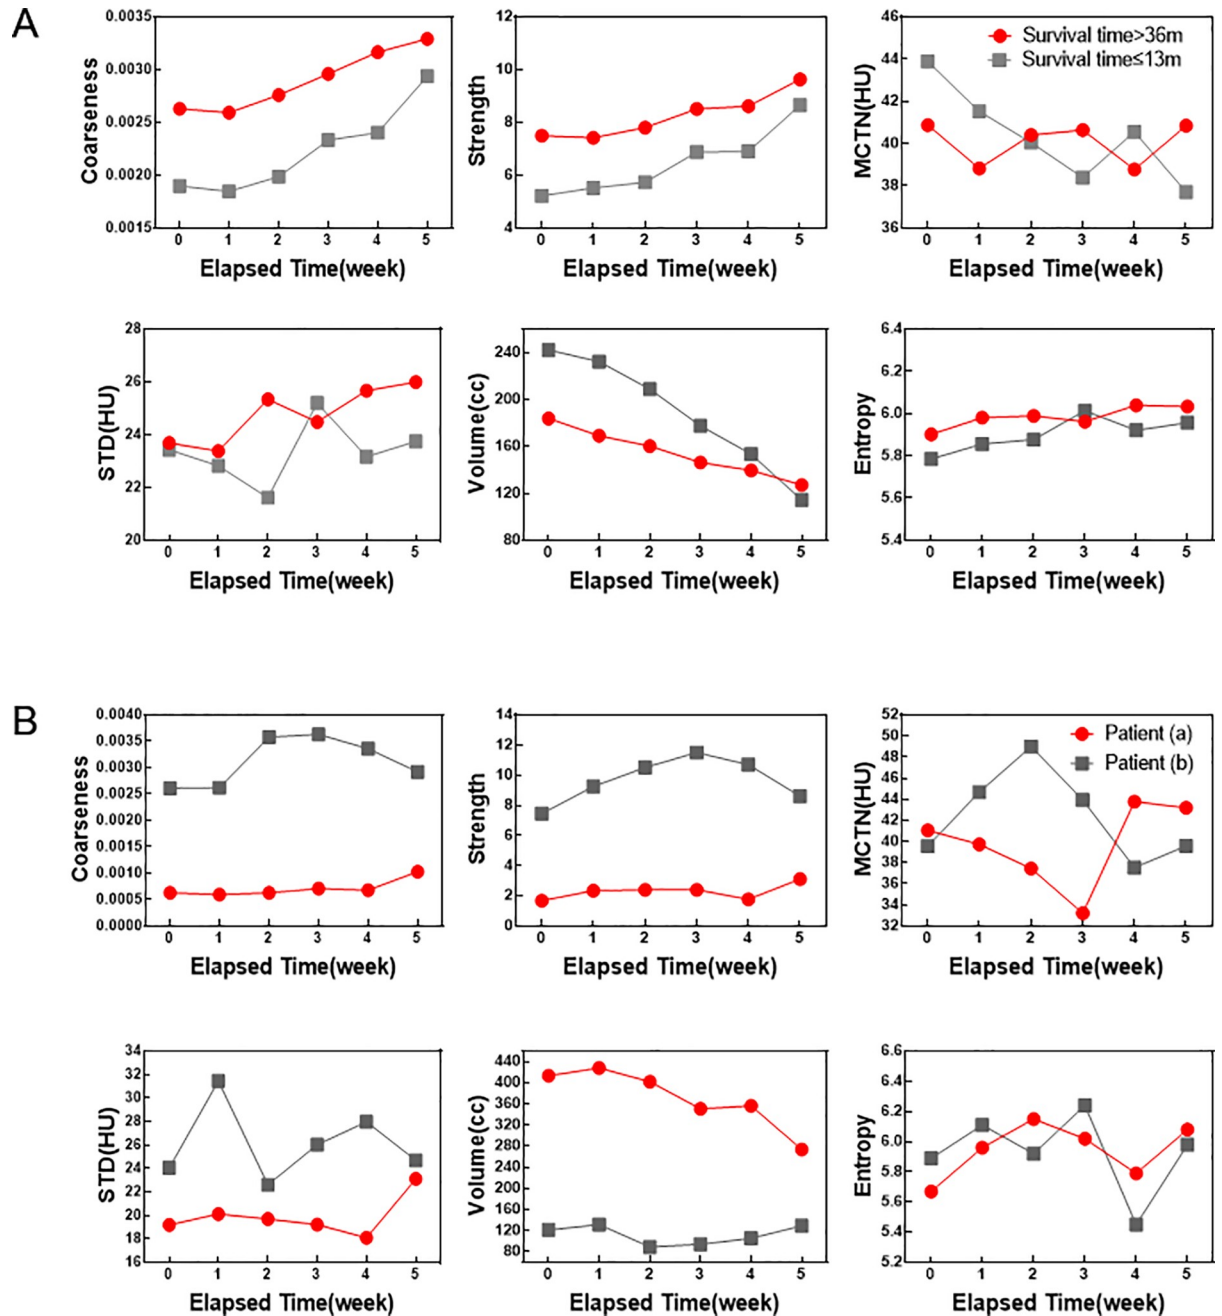 A
Coarseness
0.0035
0.0030
0.0025
0.0020
0.0015
0 1 2 3 4 5
Elapsed Time(week)
Strength
12
10
8
6
4
0 1 2 3 4 5
Elapsed Time(week)
MCTN(HU)
46
44
42
40
38
36
Survival time>36m
Survival time≤13m
0 1 2 3 4 5
Elapsed Time(week)
STD(HU)
28
26
24
22
20
0 1 2 3 4 5
Elapsed Time(week)
Volume(cc)
240
200
160
120
80
0 1 2 3 4 5
Elapsed Time(week)
Entropy
6.4
6.2
6.0
5.8
5.6
5.4
0 1 2 3 4 5
Elapsed Time(week)
B
Coarseness
0.0040
0.0035
0.0030
0.0025
0.0020
0.0015
0.0010
0.0005
0.0000
0 1 2 3 4 5
Elapsed Time(week)
Strength
14
12
10
8
6
4
2
0
0 1 2 3 4 5
Elapsed Time(week)
MCTN(HU)
52
50
48
46
44
42
40
38
36
34
32
Patient (a)
Patient (b)
0 1 2 3 4 5
Elapsed Time(week)
STD(HU)
34
32
30
28
26
24
22
20
18
16
0 1 2 3 4 5
Elapsed Time(week)
Volume(cc)
440
400
360
320
280
240
200
160
120
80
0 1 2 3 4 5
Elapsed Time(week)
Entropy
6.6
6.4
6.2
6.0
5.8
5.6
5.4
5.2
0 1 2 3 4 5
Elapsed Time(week)